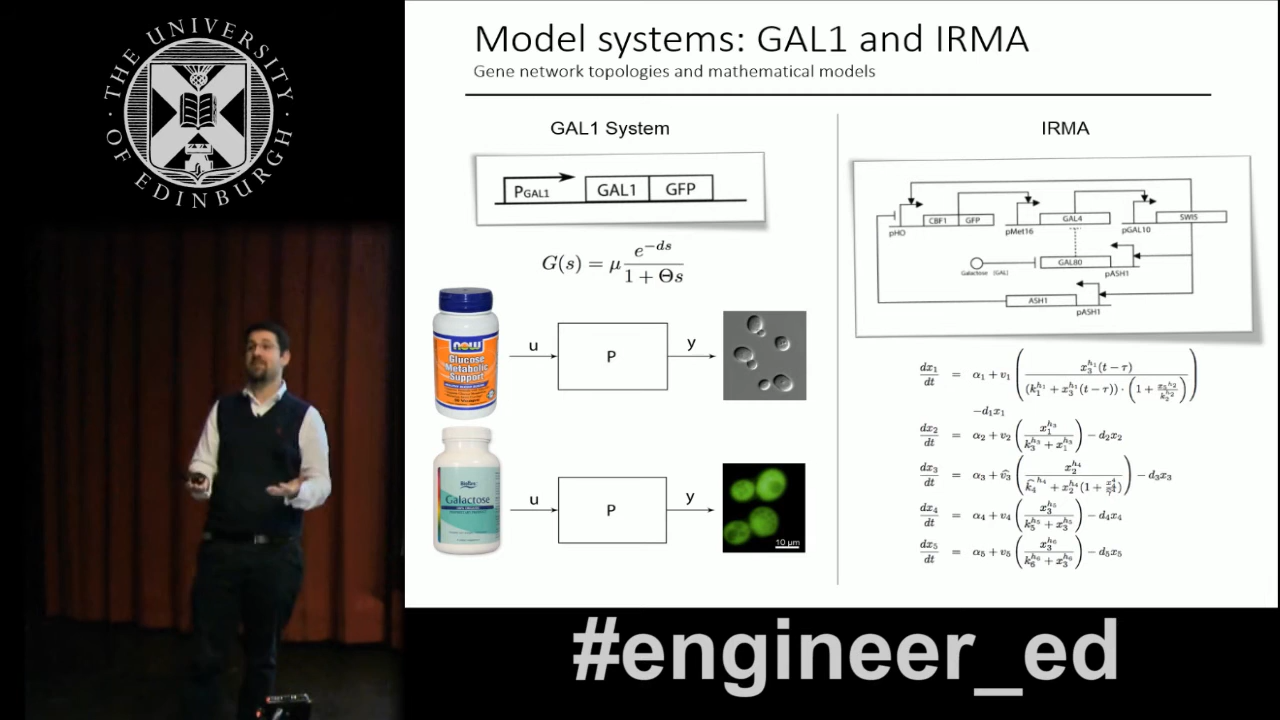 THE UNIVERSITY
OF EDINBURGH
Model systems: GAL1 and IRMA
Gene network topologies and mathematical models
GAL1 System
P_GAL1 GAL1 GFP
G(s) = μ e^{-ds} / (1 + Θs)
now
Glucose
Metabolic
Support
u P y
Galactose
u P y
10 μm
IRMA
pHO CBF1 GFP pMet16 GAL4 pGAL10 SWI5
Galactose [GAL] GAL80 pASH1
ASH1 pASH1
dx₁/dt = α₁ + v₁ ( x₃^{h₁}(t − τ) / ( (k₁^{h₁} + x₃^{h₁}(t − τ)) · (1 + x₅^{h₂}/k₂^{h₂}) ) )
−d₁x₁
dx₂/dt = α₂ + v₂ ( x₁^{h₃} / (k₃^{h₃} + x₁^{h₃}) ) − d₂x₂
dx₃/dt = α₃ + v̂₃ ( x₂^{h₄} / ( k̂₄^{h₄} + x₂^{h₄}(1 + x₄⁴/γ̂⁴) ) ) − d₃x₃
dx₄/dt = α₄ + v₄ ( x₃^{h₅} / (k₅^{h₅} + x₃^{h₅}) ) − d₄x₄
dx₅/dt = α₅ + v₅ ( x₃^{h₆} / (k₆^{h₆} + x₃^{h₆}) ) − d₅x₅
#engineer_ed